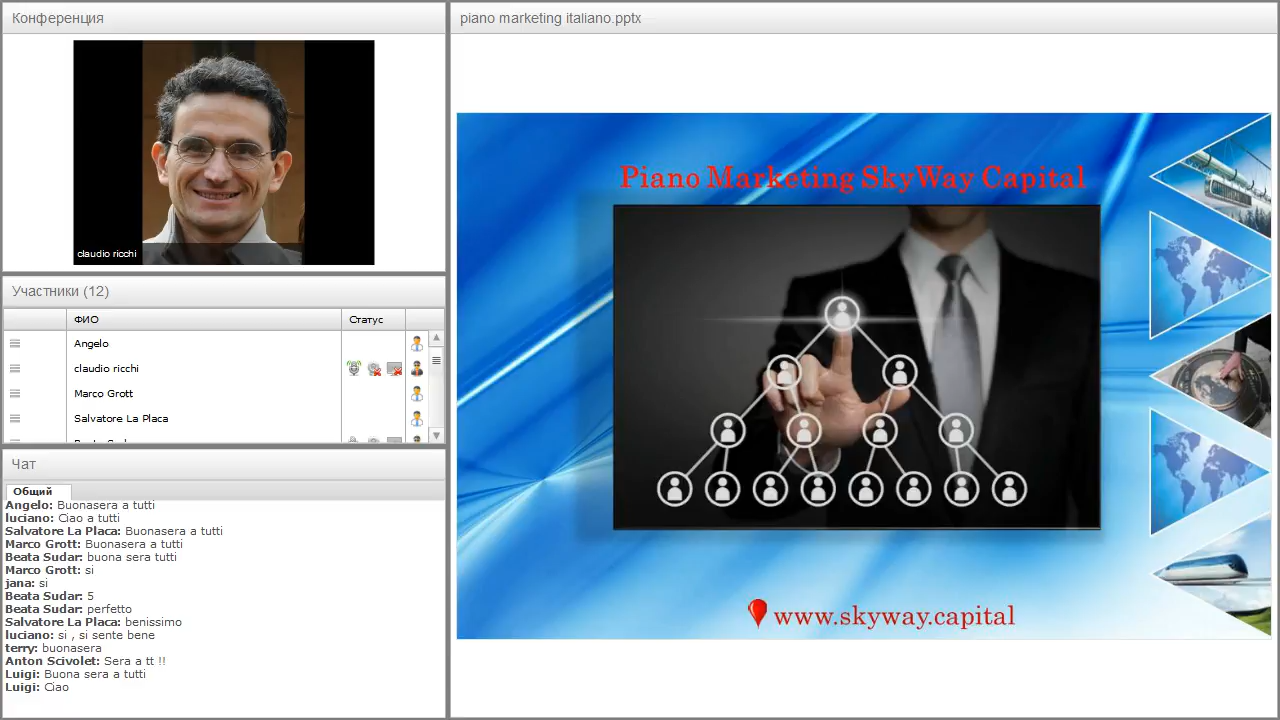 Конференция
claudio ricchi
Участники (12)
ФИО Статус
Angelo
claudio ricchi
Marco Grott
Salvatore La Placa
Чат
Общий
Angelo: Buonasera a tutti
luciano: Ciao a tutti
Salvatore La Placa: Buonasera a tutti
Marco Grott: Buonasera a tutti
Beata Sudar: buona sera tutti
Marco Grott: si
jana: si
Beata Sudar: 5
Beata Sudar: perfetto
Salvatore La Placa: benissimo
luciano: si , si sente bene
terry: buonasera
Anton Scivolet: Sera a tt !!
Luigi: Buona sera a tutti
Luigi: Ciao
piano marketing italiano.pptx
Piano Marketing SkyWay Capital
www.skyway.capital